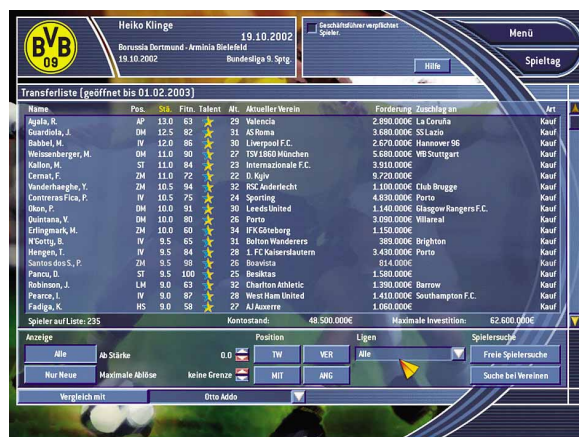 BVB
09
Heiko Klinge
19.10.2002
Borussia Dortmund - Arminia Bielefeld
19.10.2002 Bundesliga 9. Sptg.
Geschäftsführer verpflichtet
Spieler.
Hilfe
Menü
Spieltag
Transferliste (geöffnet bis 01.02.2003)
Name Pos. Stä. Fitn. Talent Alt. Aktueller Verein Forderung Zuschlag an Art
Ayala, R. AP 13.0 63 29 Valencia 2.890.000€ La Coruña Kauf
Guardiola, J. DM 12.5 82 31 AS Roma 3.680.000€ SS Lazio Kauf
Babbel, M. IV 12.0 86 30 Liverpool F.C. 2.670.000€ Hannover 96 Kauf
Weissenberger, M. OM 11.0 90 27 TSV 1860 München 5.680.000€ VfB Stuttgart Kauf
Kallon, M. ST 11.0 84 23 Internazionale F.C. 3.910.000€ Kauf
Cernat, F. ZM 11.0 72 22 D. Kyiv 9.720.000€ Kauf
Vanderhaeghe, Y. ZM 10.5 94 32 RSC Anderlecht 1.100.000€ Club Brugge Kauf
Contreras Fica, P. IV 10.5 75 24 Sporting 4.830.000€ Porto Kauf
Okon, P. DM 10.0 91 30 Leeds United 1.140.000€ Glasgow Rangers F.C. Kauf
Quintana, V. DM 10.0 80 26 Porto 3.090.000€ Villareal Kauf
Erlingmark, M. ZM 10.0 60 34 IFK Göteborg 1.150.000€ Kauf
N'Gotty, B. IV 9.5 65 31 Bolton Wanderers 389.000€ Brighton Kauf
Hengen, T. IV 9.5 84 28 1. FC Kaiserslautern 3.430.000€ Porto Kauf
Santos dos S., P. ZM 9.5 98 26 Boavista 814.000€ Kauf
Pancu, D. ST 9.5 100 25 Besiktas 1.580.000€ Kauf
Robinson, J. LM 9.0 63 32 Charlton Athletic 1.390.000€ Barrow Kauf
Pearce, I. IV 9.0 87 28 West Ham United 1.410.000€ Southampton F.C. Kauf
Fadiga, K. HS 9.0 58 27 AJ Auxerre 1.060.000€ Kauf
Spieler auf Liste: 235 Kontostand: 48.500.000€ Maximale Investition: 62.600.000€
Anzeige Position Ligen Spielersuche
Alle Ab Stärke 0.0 TW VER Alle Freie Spielersuche
Nur Neue Maximale Ablöse keine Grenze MIT ANG Suche bei Vereinen
Vergleich mit Otto Addo